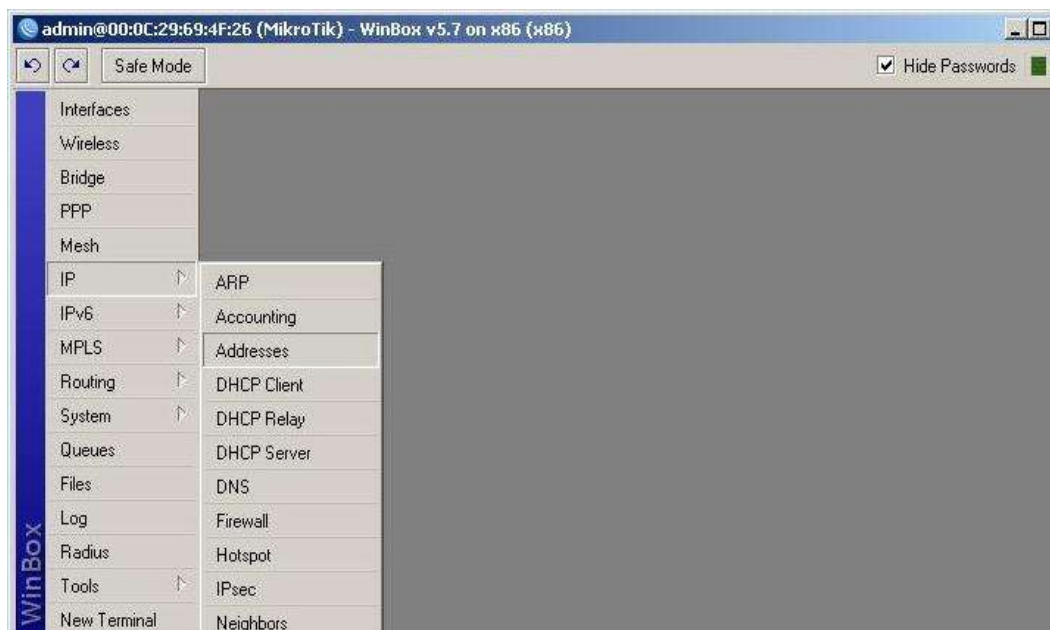 admin@00:0C:29:69:4F:26 (MikroTik) - WinBox v5.7 on x86 (x86)
Safe Mode
Hide Passwords
Interfaces
Wireless
Bridge
PPP
Mesh
IP
IPv6
MPLS
Routing
System
Queues
Files
Log
Radius
Tools
New Terminal
ARP
Accounting
Addresses
DHCP Client
DHCP Relay
DHCP Server
DNS
Firewall
Hotspot
IPsec
Neighbors
WinBox